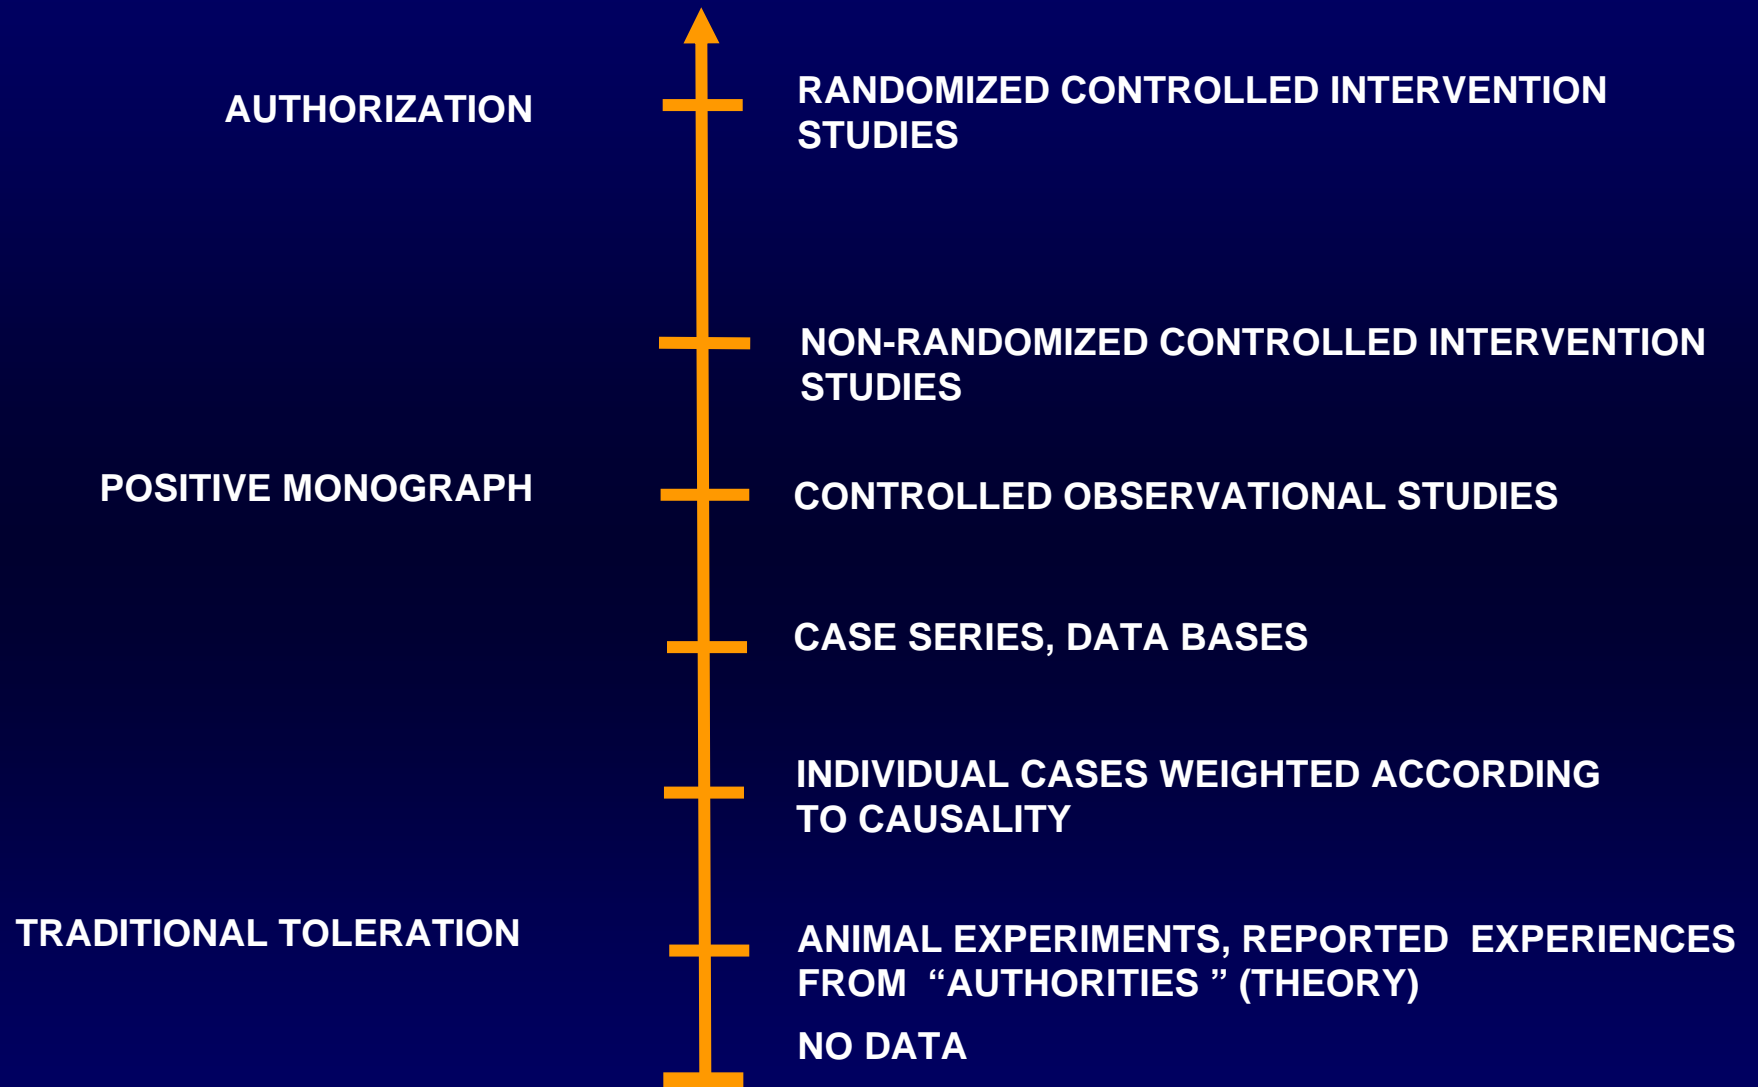 AUTHORIZATION
RANDOMIZED CONTROLLED INTERVENTION
STUDIES
NON-RANDOMIZED CONTROLLED INTERVENTION
STUDIES
POSITIVE MONOGRAPH
CONTROLLED OBSERVATIONAL STUDIES
CASE SERIES, DATA BASES
INDIVIDUAL CASES WEIGHTED ACCORDING
TO CAUSALITY
TRADITIONAL TOLERATION
ANIMAL EXPERIMENTS, REPORTED EXPERIENCES
FROM “AUTHORITIES ” (THEORY)
NO DATA